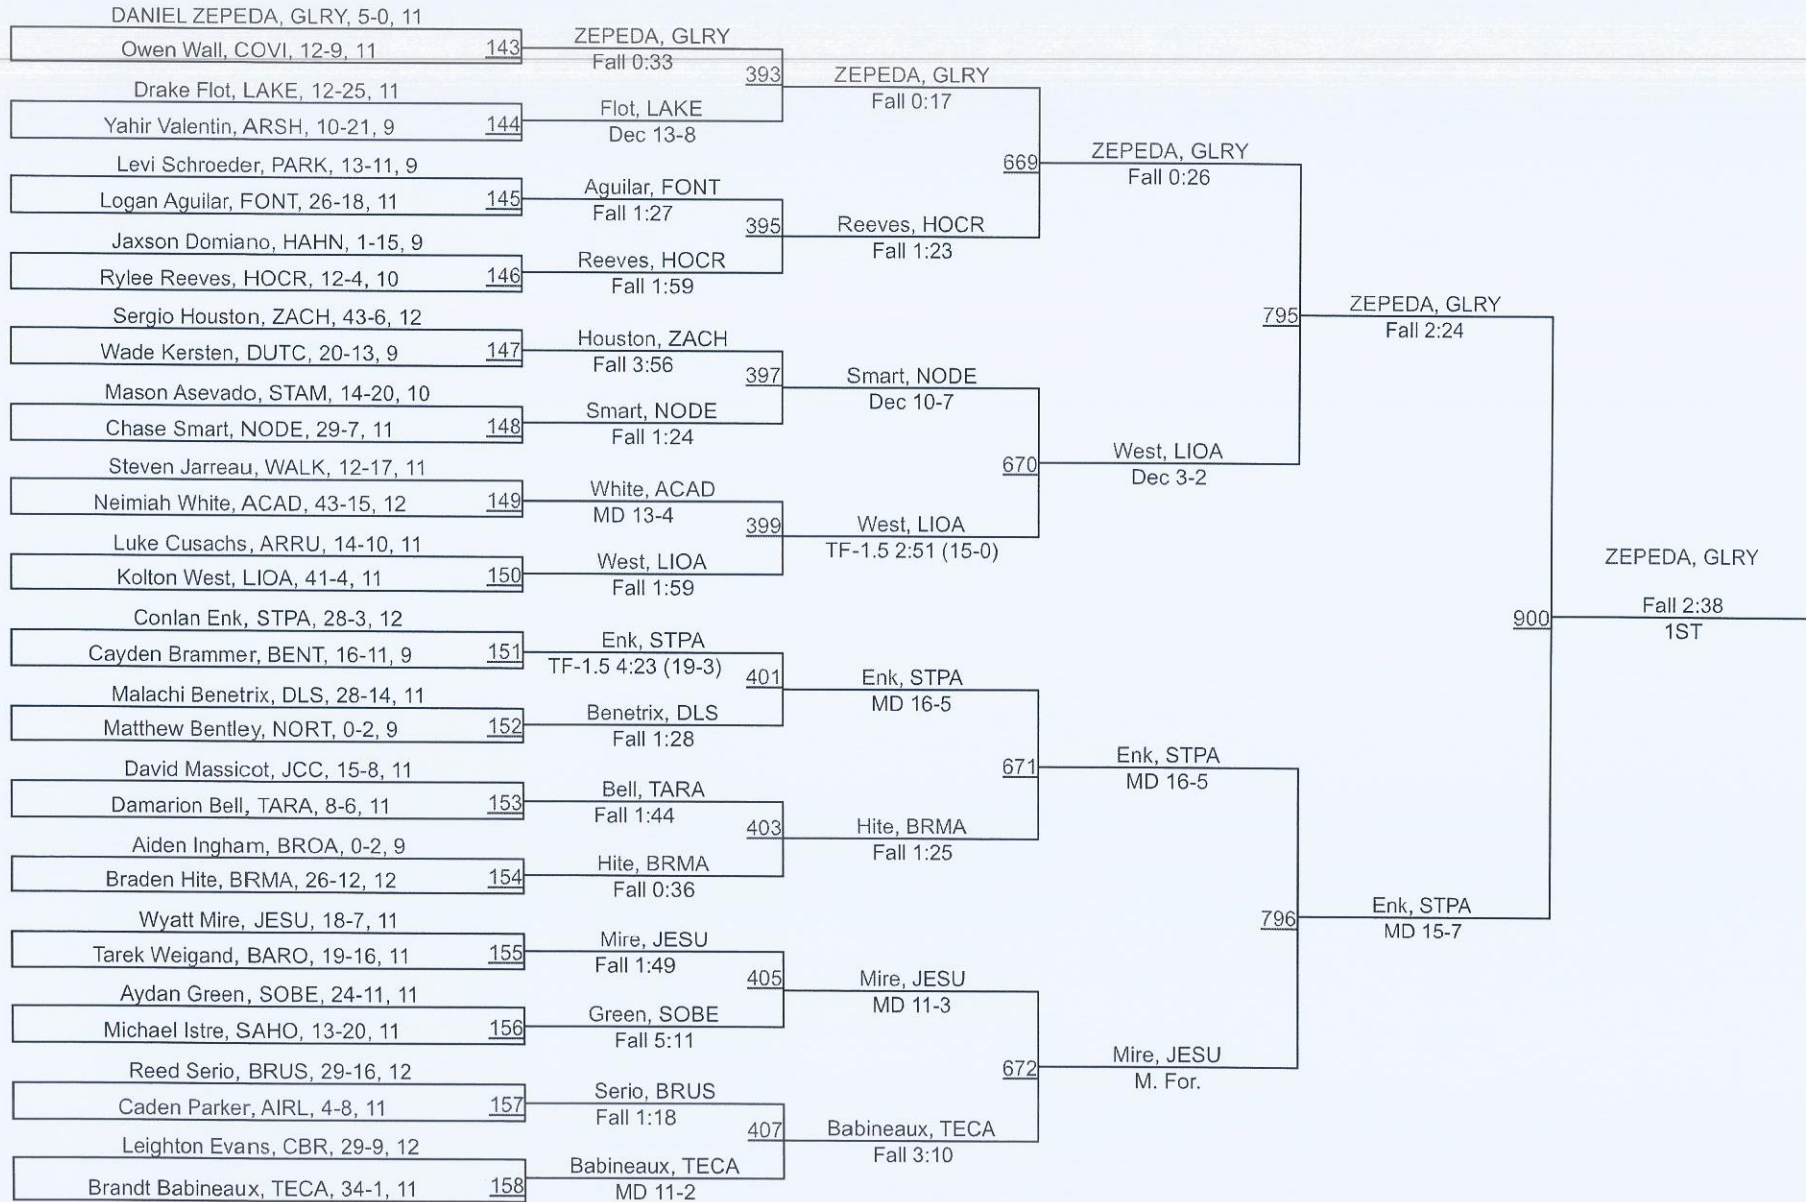 DANIEL ZEPEDA, GLRY, 5-0, 11
Owen Wall, COVI, 12-9, 11
143
Drake Flot, LAKE, 12-25, 11
Yahir Valentin, ARSH, 10-21, 9
144
Levi Schroeder, PARK, 13-11, 9
Logan Aguilar, FONT, 26-18, 11
145
Jaxson Domiano, HAHN, 1-15, 9
Rylee Reeves, HOCR, 12-4, 10
146
Sergio Houston, ZACH, 43-6, 12
Wade Kersten, DUTC, 20-13, 9
147
Mason Asevado, STAM, 14-20, 10
Chase Smart, NODE, 29-7, 11
148
Steven Jarreau, WALK, 12-17, 11
Neimiah White, ACAD, 43-15, 12
149
Luke Cusachs, ARRU, 14-10, 11
Kolton West, LIOA, 41-4, 11
150
Conlan Enk, STPA, 28-3, 12
Cayden Brammer, BENT, 16-11, 9
151
Malachi Benetrix, DLS, 28-14, 11
Matthew Bentley, NORT, 0-2, 9
152
David Massicot, JCC, 15-8, 11
Damarion Bell, TARA, 8-6, 11
153
Aiden Ingham, BROA, 0-2, 9
Braden Hite, BRMA, 26-12, 12
154
Wyatt Mire, JESU, 18-7, 11
Tarek Weigand, BARO, 19-16, 11
155
Aydan Green, SOBE, 24-11, 11
Michael Istre, SAHO, 13-20, 11
156
Reed Serio, BRUS, 29-16, 12
Caden Parker, AIRL, 4-8, 11
157
Leighton Evans, CBR, 29-9, 12
Brandt Babineaux, TECA, 34-1, 11
158
ZEPEDA, GLRY
Fall 0:33
393
Flot, LAKE
Dec 13-8
Aguilar, FONT
Fall 1:27
395
Reeves, HOCR
Fall 1:59
Houston, ZACH
Fall 3:56
397
Smart, NODE
Fall 1:24
White, ACAD
MD 13-4
399
West, LIOA
Fall 1:59
Enk, STPA
TF-1.5 4:23 (19-3)
401
Benetrix, DLS
Fall 1:28
Bell, TARA
Fall 1:44
403
Hite, BRMA
Fall 0:36
Mire, JESU
Fall 1:49
405
Green, SOBE
Fall 5:11
Serio, BRUS
Fall 1:18
407
Babineaux, TECA
MD 11-2
ZEPEDA, GLRY
Fall 0:17
669
Reeves, HOCR
Fall 1:23
Smart, NODE
Dec 10-7
670
West, LIOA
TF-1.5 2:51 (15-0)
Enk, STPA
MD 16-5
671
Hite, BRMA
Fall 1:25
Mire, JESU
MD 11-3
672
Babineaux, TECA
Fall 3:10
ZEPEDA, GLRY
Fall 0:26
795
West, LIOA
Dec 3-2
Enk, STPA
MD 16-5
796
Mire, JESU
M. For.
ZEPEDA, GLRY
Fall 2:24
900
Enk, STPA
MD 15-7
ZEPEDA, GLRY
Fall 2:38
1ST